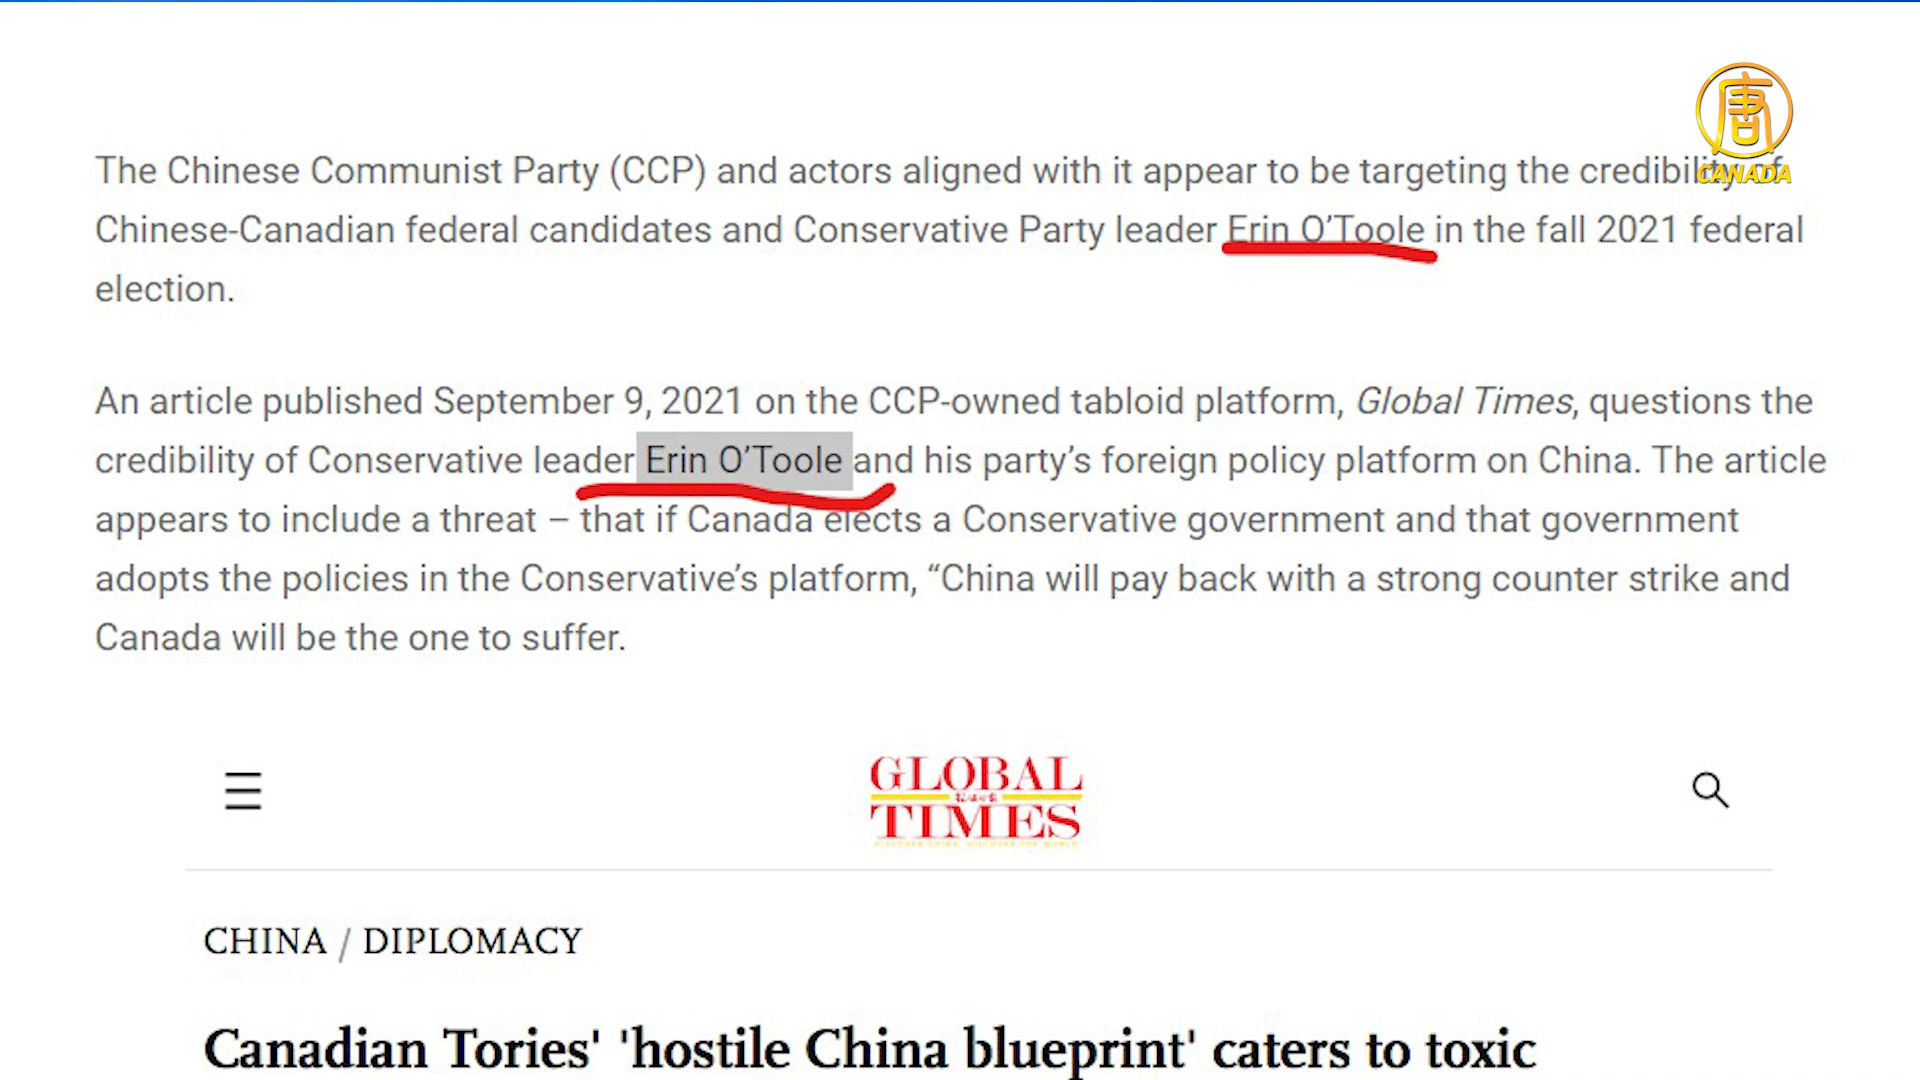 唐
CANADA
The Chinese Communist Party (CCP) and actors aligned with it appear to be targeting the credibility of
Chinese-Canadian federal candidates and Conservative Party leader Erin O’Toole in the fall 2021 federal
election.
An article published September 9, 2021 on the CCP-owned tabloid platform, Global Times, questions the
credibility of Conservative leader Erin O’Toole and his party’s foreign policy platform on China. The article
appears to include a threat – that if Canada elects a Conservative government and that government
adopts the policies in the Conservative’s platform, “China will pay back with a strong counter strike and
Canada will be the one to suffer.
GLOBAL
TIMES
CHINA / DIPLOMACY
Canadian Tories' 'hostile China blueprint' caters to toxic